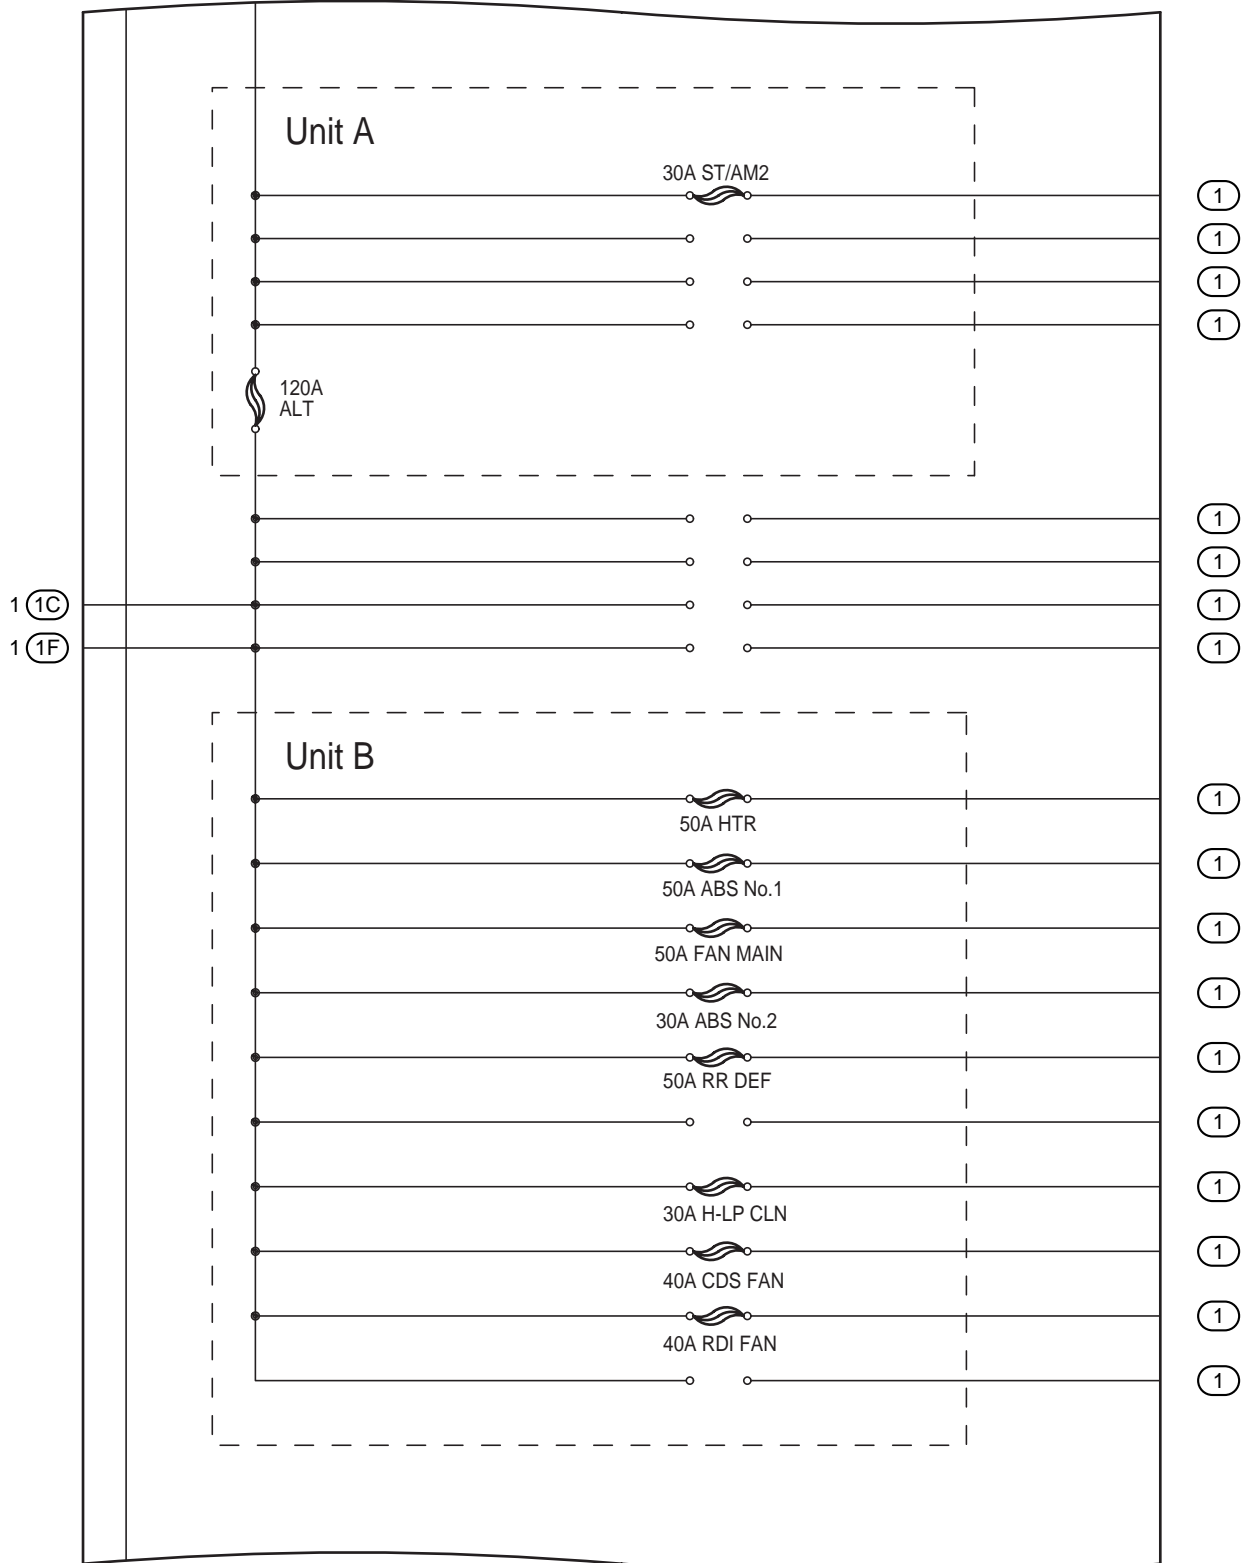 Unit A
30A ST/AM2
1
1
1
1
120A
ALT
1
1
1 1C
1
1 1F
1
Unit B
1
50A HTR
1
50A ABS No.1
1
50A FAN MAIN
1
30A ABS No.2
1
50A RR DEF
1
1
30A H-LP CLN
1
40A CDS FAN
1
40A RDI FAN
1